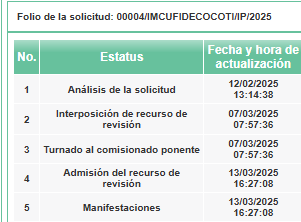 Folio de la solicitud: 00004/IMCUFIDECOCOTI/IP/2025
No. Estatus Fecha y hora de
actualización
1 Análisis de la solicitud 12/02/2025
13:14:38
2 Interposición de recurso de
revisión 07/03/2025
07:57:36
3 Turnado al comisionado ponente 07/03/2025
07:57:36
4 Admisión del recurso de
revisión 13/03/2025
16:27:08
5 Manifestaciones 13/03/2025
16:27:08